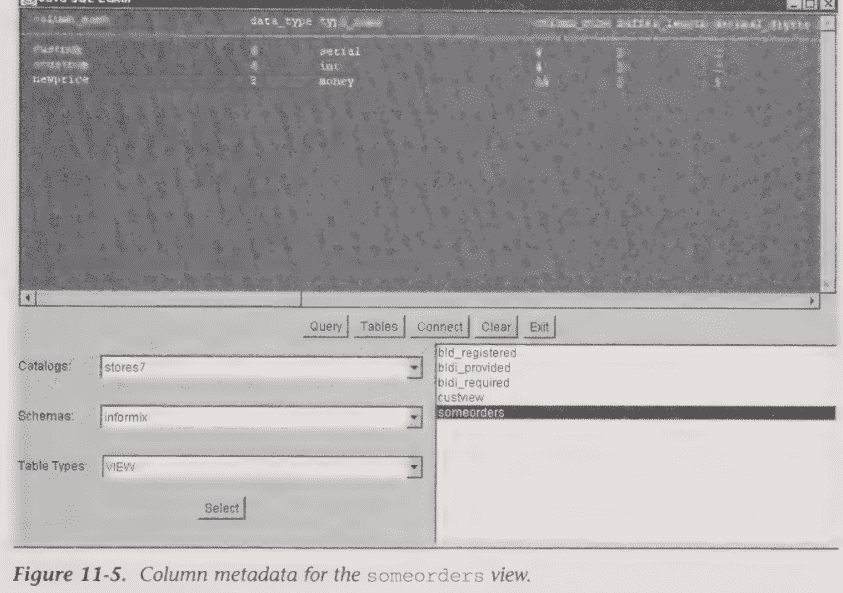 data_type
serial
int
newprice 3 money
Query Tables Connect Clear Exit
Catalogs: stores7
Schemas: informix
Table Types: VIEW
Select
bld_registered
bidi_provided
bidi_required
custview
someorders
Figure 11-5. Column metadata for the someorders view.